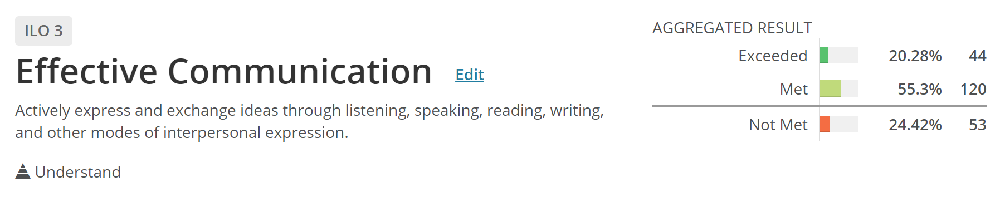 ILO 3
Effective Communication Edit
Actively express and exchange ideas through listening, speaking, reading, writing,
and other modes of interpersonal expression.
Understand
AGGREGATED RESULT
Exceeded 20.28% 44
Met 55.3% 120
Not Met 24.42% 53